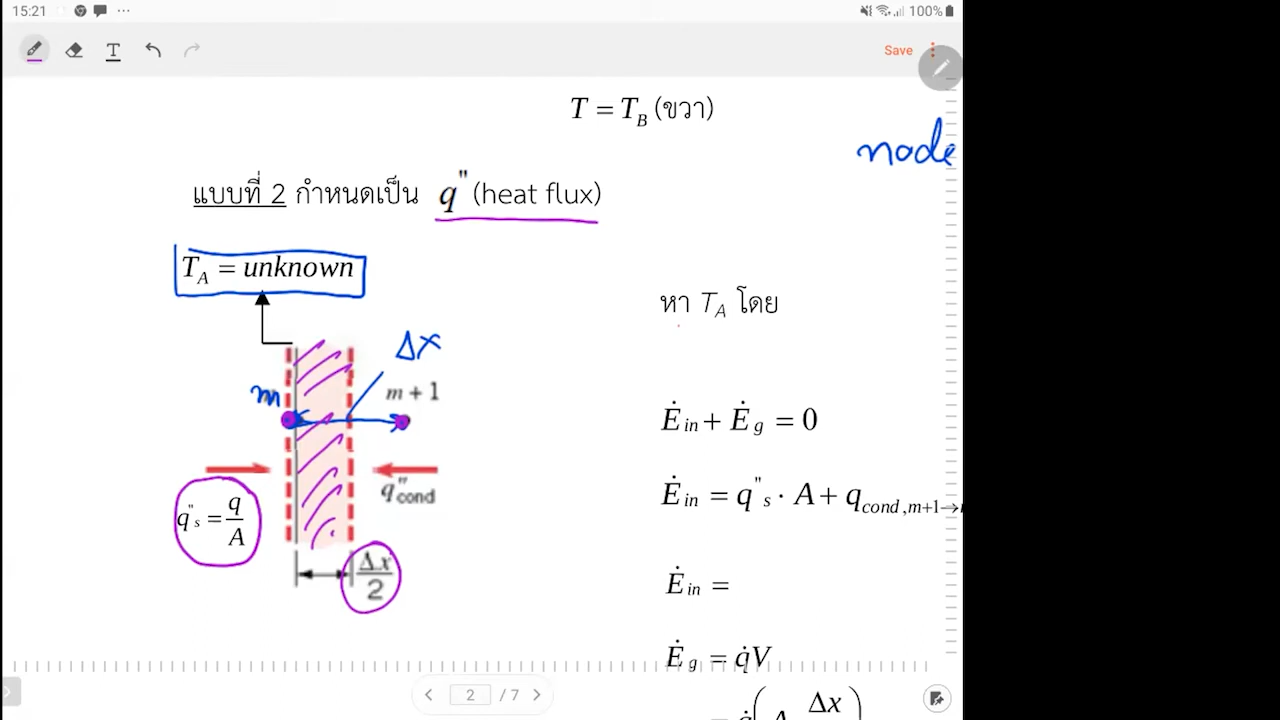 15:21
100%
T
Save
T = T_B (ขวา)
node
แบบที่ 2 กำหนดเป็น q" (heat flux)
T_A = unknown
หา T_A โดย
Δx
m
m + 1
Ė_in + Ė_g = 0
q"_cond
q"_s = q/A
Ė_in = q"_s · A + q_cond,m+1→
Δx/2
Ė_in =
Ė_g = q̇V
2 / 7
= q̇(A Δx